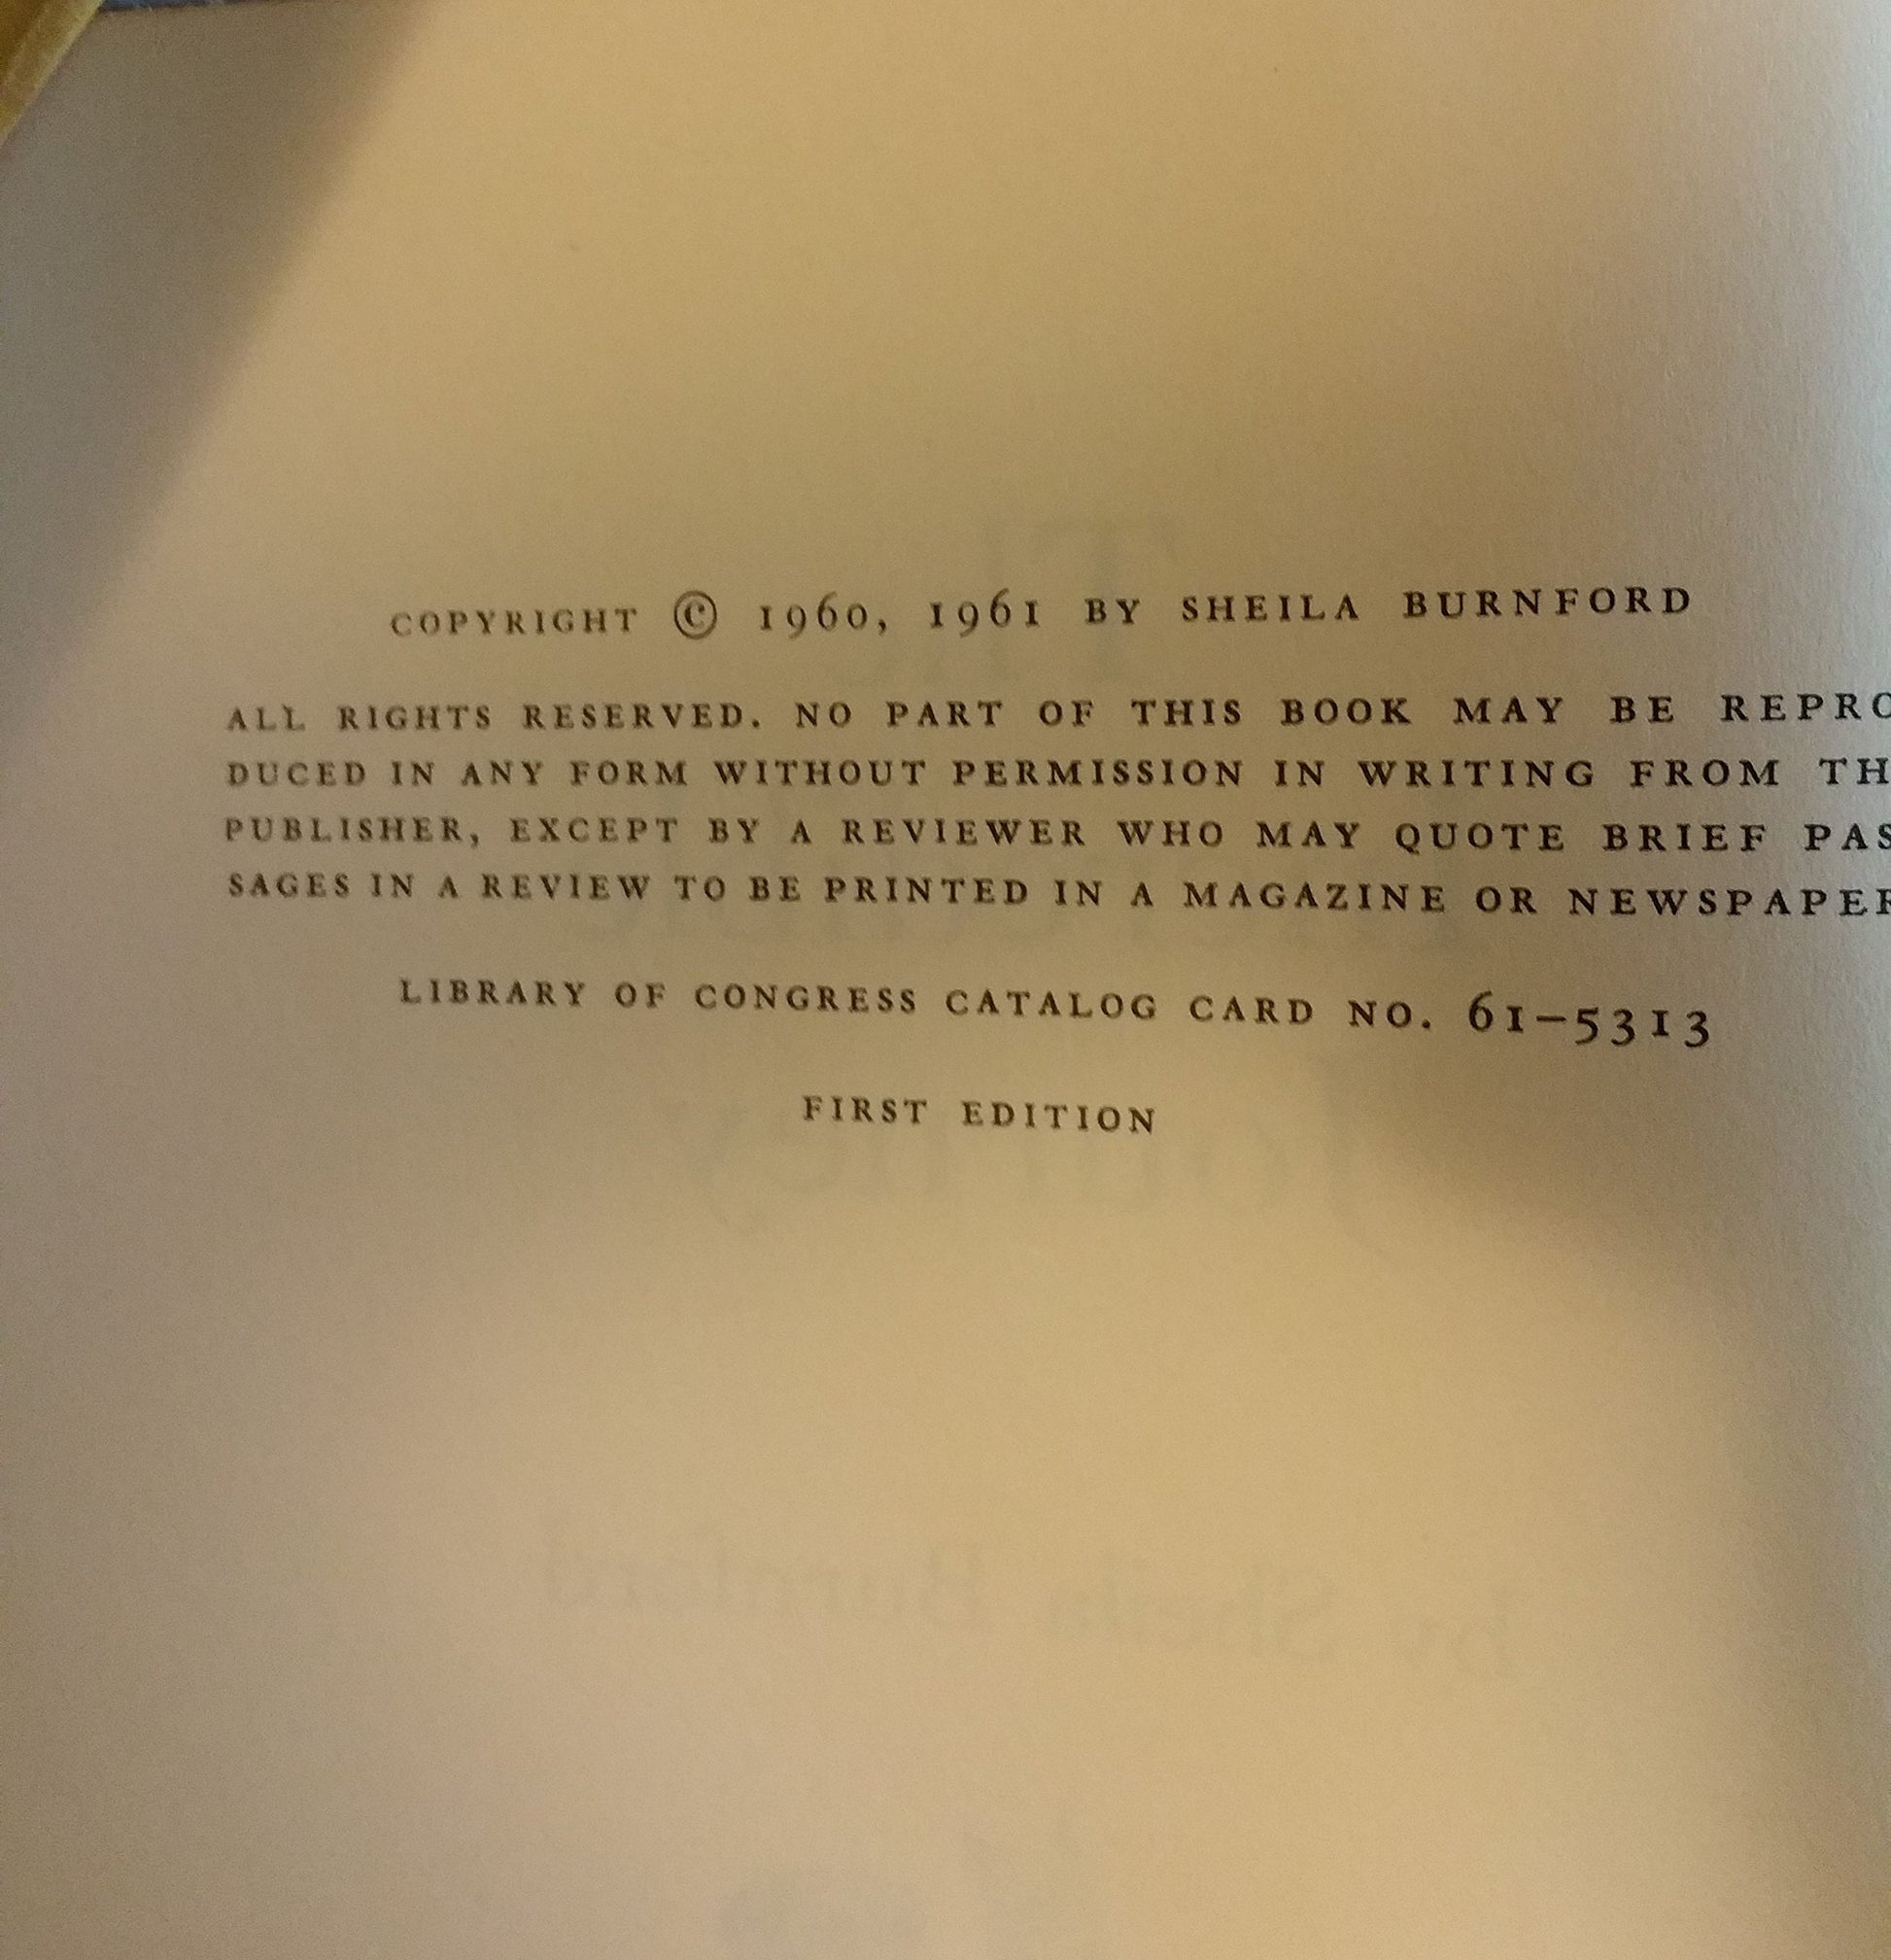 COPYRIGHT © 1960, 1961 BY SHEILA BURNFORD
ALL RIGHTS RESERVED. NO PART OF THIS BOOK MAY BE REPRO
DUCED IN ANY FORM WITHOUT PERMISSION IN WRITING FROM TH
PUBLISHER, EXCEPT BY A REVIEWER WHO MAY QUOTE BRIEF PAS
SAGES IN A REVIEW TO BE PRINTED IN A MAGAZINE OR NEWSPAPER
LIBRARY OF CONGRESS CATALOG CARD NO. 61–5313
FIRST EDITION